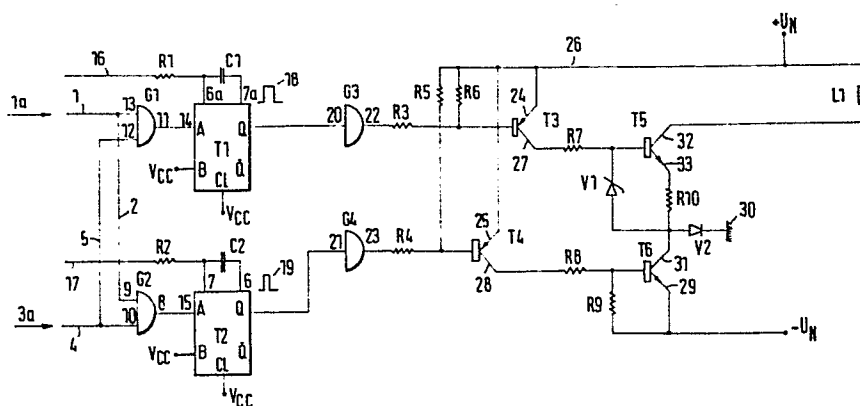 +U_N
16 R1 C1 26
6a 7a 18
1a 1 13 G1 G3 R5 R6 24 L1
12 11 14 A Q 20 22 R3 T3 T5 32
T1 27 R7 33
V_CC B Q̄ V1
CL R10 30
5 2 V_CC
V2
C2 G4 25 T4 T6
17 R2 7 6 19 21 23 R4 R8 31
G2 28 29
9 8 15 A Q R9
3a 10 T2 -U_N
4 V_CC B Q̄
CL
V_CC